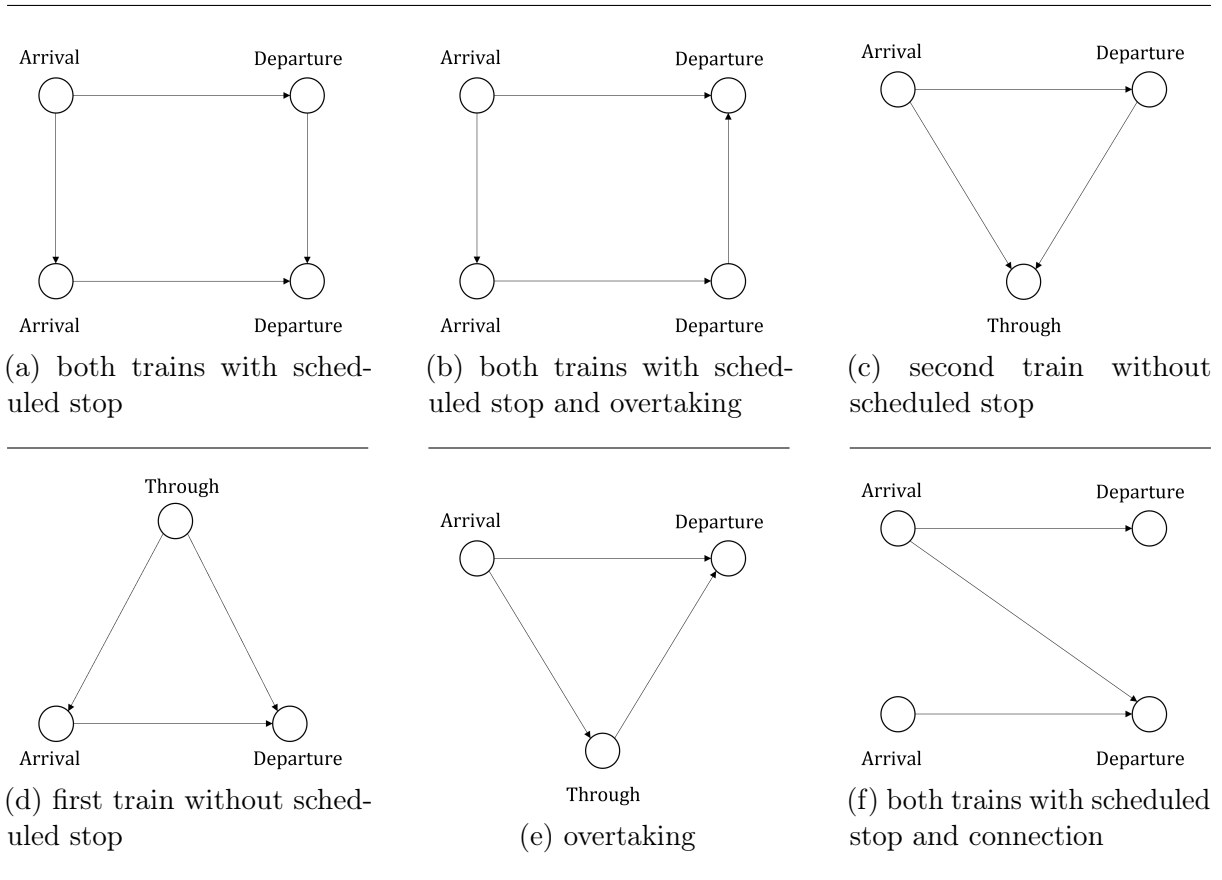 Arrival Departure
Arrival Departure
(a) both trains with sched-
uled stop
Arrival Departure
Arrival Departure
(b) both trains with sched-
uled stop and overtaking
Arrival Departure
Through
(c) second train without
scheduled stop
Through
Arrival Departure
(d) first train without sched-
uled stop
Arrival Departure
Through
(e) overtaking
Arrival Departure
Arrival Departure
(f) both trains with scheduled
stop and connection